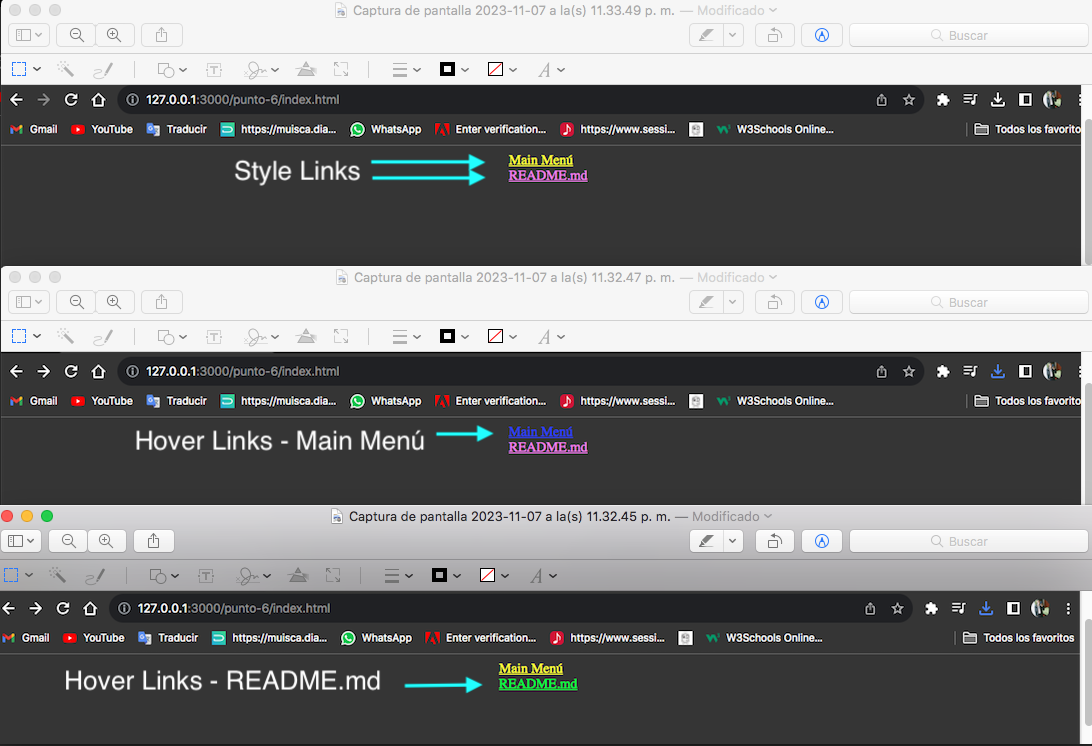 Captura de pantalla 2023-11-07 a la(s) 11.33.49 p. m. — Modificado
Buscar
127.0.0.1:3000/punto-6/index.html
Gmail YouTube Traducir https://muisca.dia... WhatsApp Enter verification... https://www.sessi... W3Schools Online... Todos los favorito
Style Links
Main Menú
README.md
Captura de pantalla 2023-11-07 a la(s) 11.32.47 p. m. — Modificado
Buscar
127.0.0.1:3000/punto-6/index.html
Gmail YouTube Traducir https://muisca.dia... WhatsApp Enter verification... https://www.sessi... W3Schools Online... Todos los favorito
Hover Links - Main Menú
Main Menú
README.md
Captura de pantalla 2023-11-07 a la(s) 11.32.45 p. m. — Modificado
Buscar
127.0.0.1:3000/punto-6/index.html
Gmail YouTube Traducir https://muisca.dia... WhatsApp Enter verification... https://www.sessi... W3Schools Online... Todos los favoritos
Hover Links - README.md
Main Menú
README.md